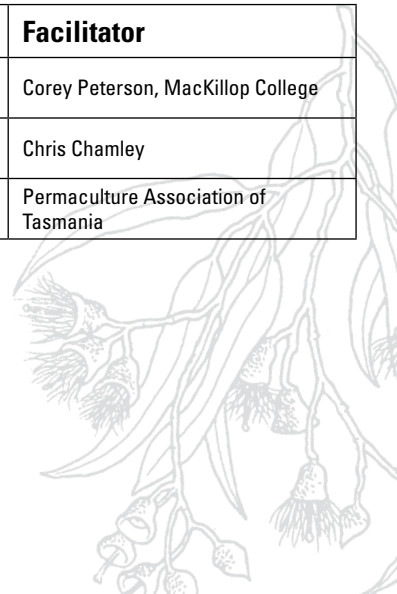 Facilitator
Corey Peterson, MacKillop College
Chris Chamley
Permaculture Association of
Tasmania